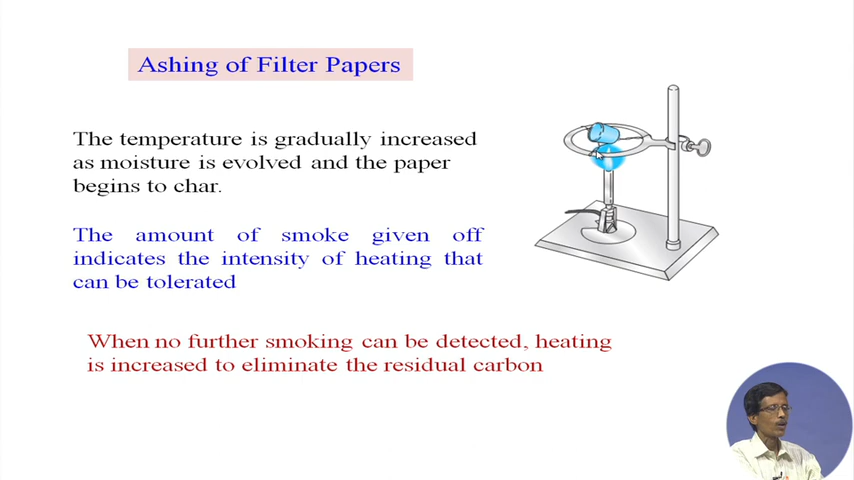 Ashing of Filter Papers
The temperature is gradually increased
as moisture is evolved and the paper
begins to char.
The amount of smoke given off
indicates the intensity of heating that
can be tolerated
When no further smoking can be detected, heating
is increased to eliminate the residual carbon